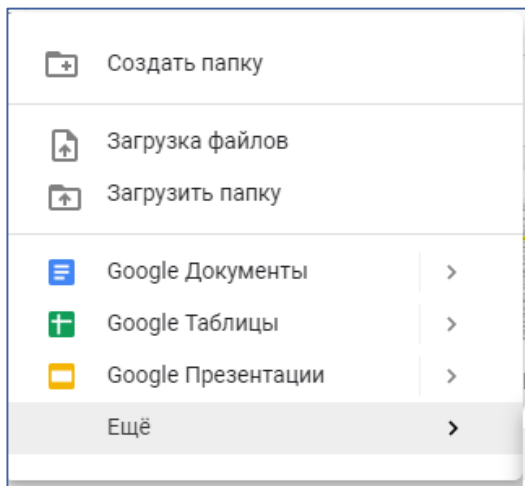 Создать папку
Загрузка файлов
Загрузить папку
Google Документы
Google Таблицы
Google Презентации
Ещё